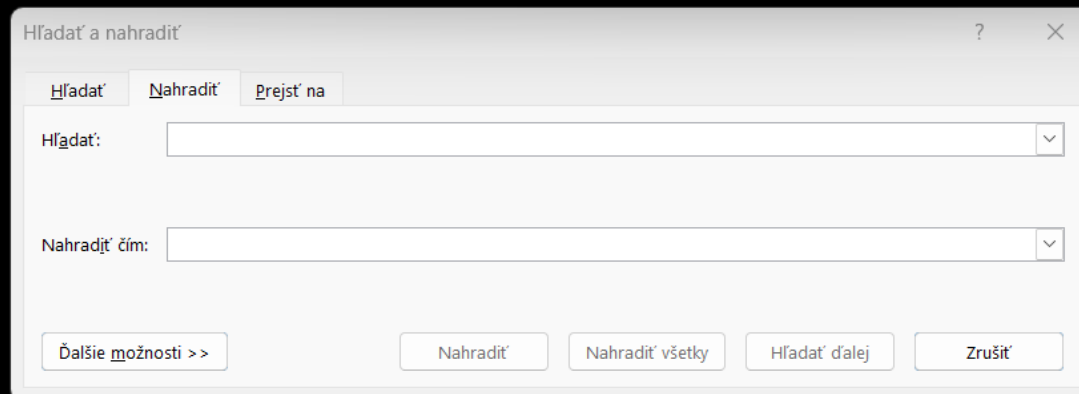 Hľadať a nahradiť ?
Hľadať Nahradiť Prejsť na
Hľadať:
Nahradiť čím:
Ďalšie možnosti >> Nahradiť Nahradiť všetky Hľadať ďalej Zrušiť